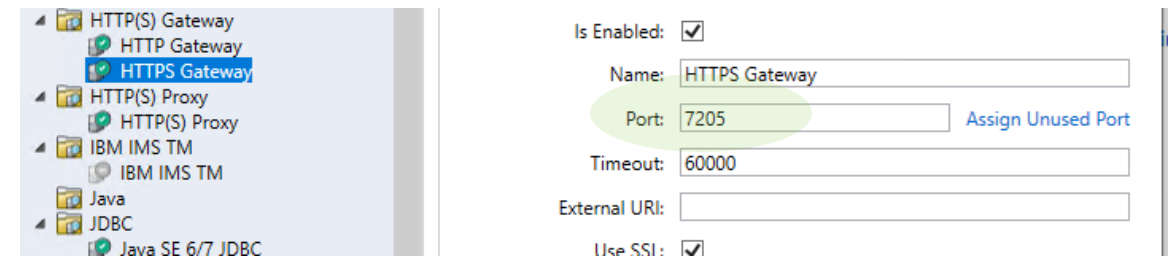 HTTP(S) Gateway
HTTP Gateway
HTTPS Gateway
HTTP(S) Proxy
HTTP(S) Proxy
IBM IMS TM
IBM IMS TM
Java
JDBC
Java SE 6/7 JDBC
Is Enabled:
Name: HTTPS Gateway
Port: 7205 Assign Unused Port
Timeout: 60000
External URI:
Use SSL: